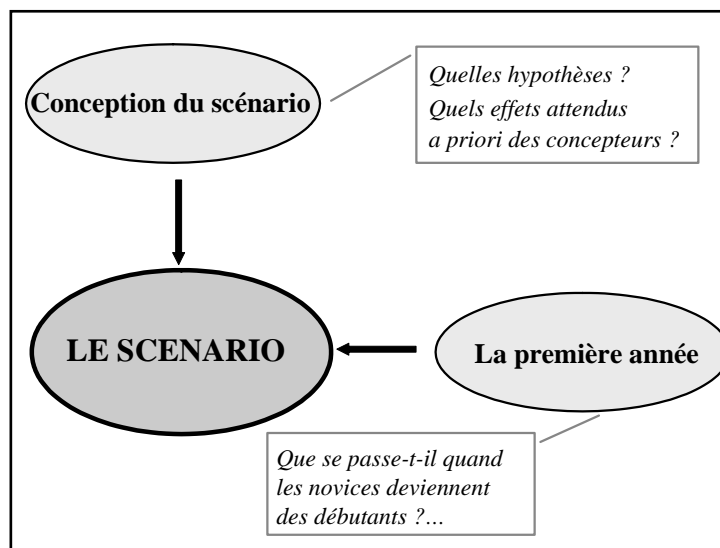 Conception du scénario
Quelles hypothèses ?
Quels effets attendus
a priori des concepteurs ?
LE SCENARIO
La première année
Que se passe-t-il quand
les novices deviennent
des débutants ?…